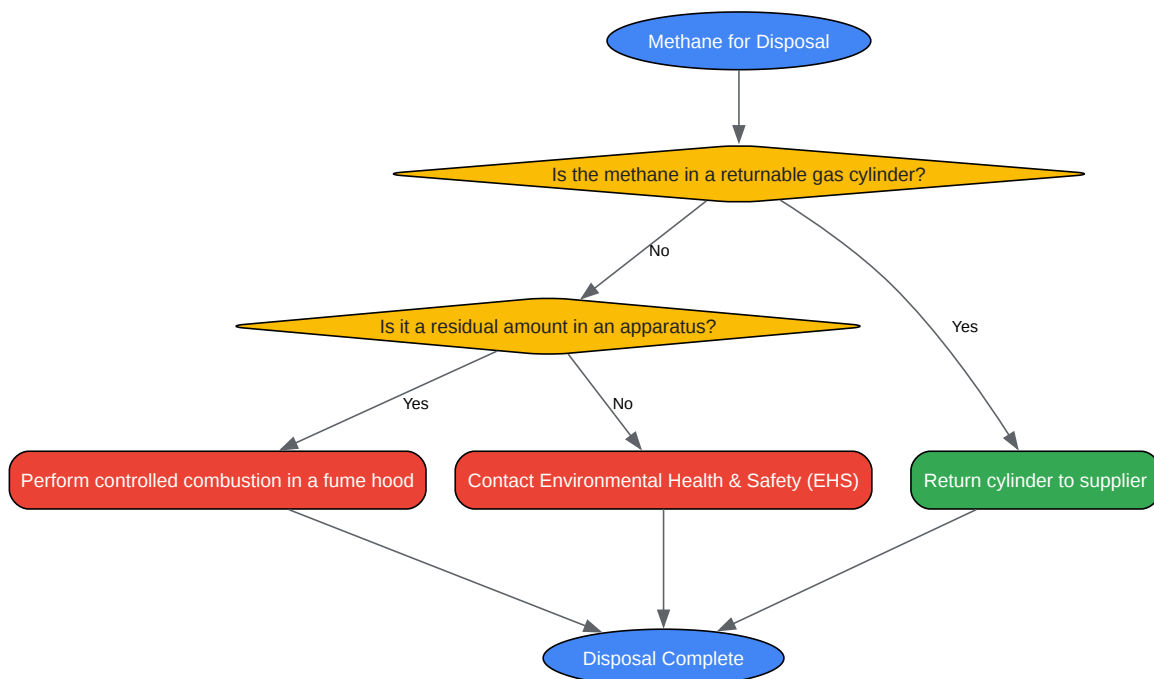 Methane for Disposal
Is the methane in a returnable gas cylinder?
No
Is it a residual amount in an apparatus?
Yes
Yes
No
Perform controlled combustion in a fume hood
Contact Environmental Health & Safety (EHS)
Return cylinder to supplier
Disposal Complete